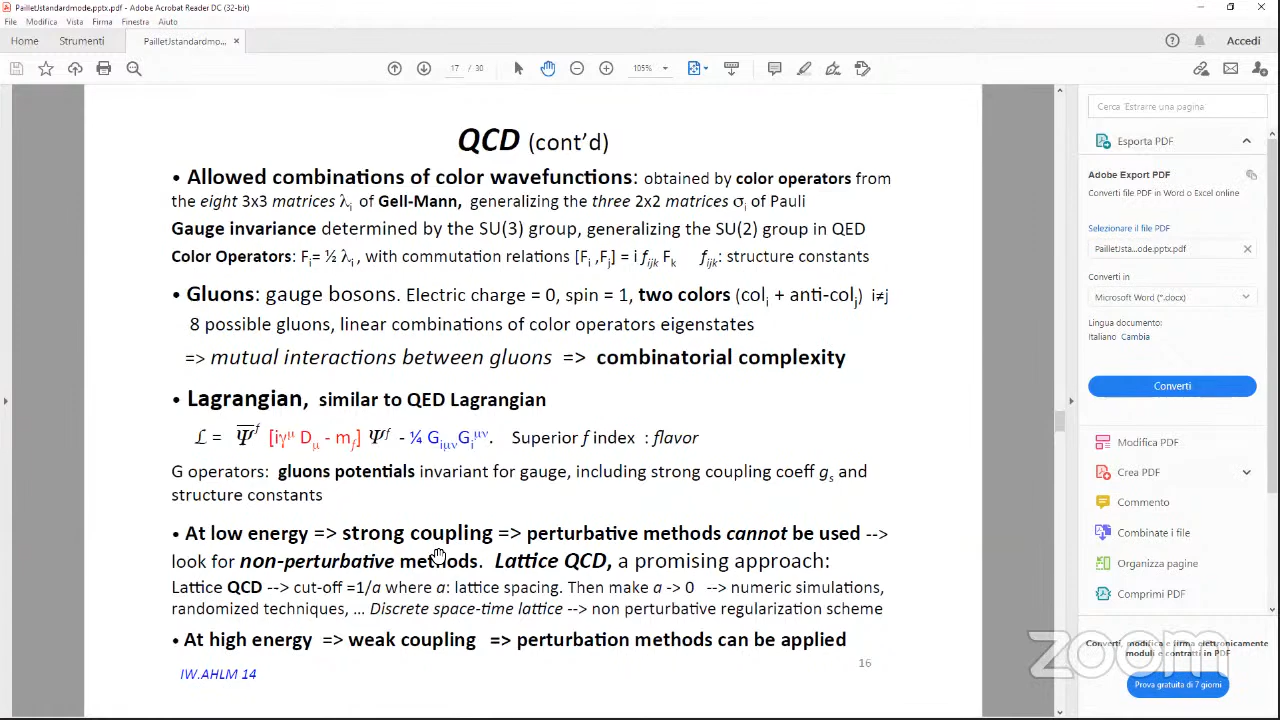 PailletJstandardmode.pptx.pdf - Adobe Acrobat Reader DC (32-bit)
File Modifica Vista Firma Finestra Aiuto
Home Strumenti PailletJstandardmo... × Accedi
17 / 30 105%
QCD (cont'd)
• Allowed combinations of color wavefunctions: obtained by color operators from
the eight 3x3 matrices λi of Gell-Mann, generalizing the three 2x2 matrices σi of Pauli
Gauge invariance determined by the SU(3) group, generalizing the SU(2) group in QED
Color Operators: Fi= ½ λi , with commutation relations [Fi ,Fj] = i fijk Fk fijk: structure constants
• Gluons: gauge bosons. Electric charge = 0, spin = 1, two colors (coli + anti-colj) i≠j
8 possible gluons, linear combinations of color operators eigenstates
=> mutual interactions between gluons => combinatorial complexity
• Lagrangian, similar to QED Lagrangian
ℒ = Ψ̅f [iγμ Dμ - mf] Ψf - ¼ GiμνGiμν. Superior f index : flavor
G operators: gluons potentials invariant for gauge, including strong coupling coeff gs and
structure constants
• At low energy => strong coupling => perturbative methods cannot be used -->
look for non-perturbative methods. Lattice QCD, a promising approach:
Lattice QCD --> cut-off =1/a where a: lattice spacing. Then make a -> 0 --> numeric simulations,
randomized techniques, ... Discrete space-time lattice --> non perturbative regularization scheme
• At high energy => weak coupling => perturbation methods can be applied
16
IW.AHLM 14
Cerca 'Estrarre una pagina'
Esporta PDF
Adobe Export PDF
Converti file PDF in Word o Excel online
Selezionare il file PDF
PailletJsta...ode.pptx.pdf ×
Converti in
Microsoft Word (*.docx)
Lingua documento:
Italiano Cambia
Converti
Modifica PDF
Crea PDF
Commento
Combinate i file
Organizza pagine
Comprimi PDF
Converti, modifica e firma elettronicamente
moduli e contratti in PDF
Prova gratuita di 7 giorni
zoom